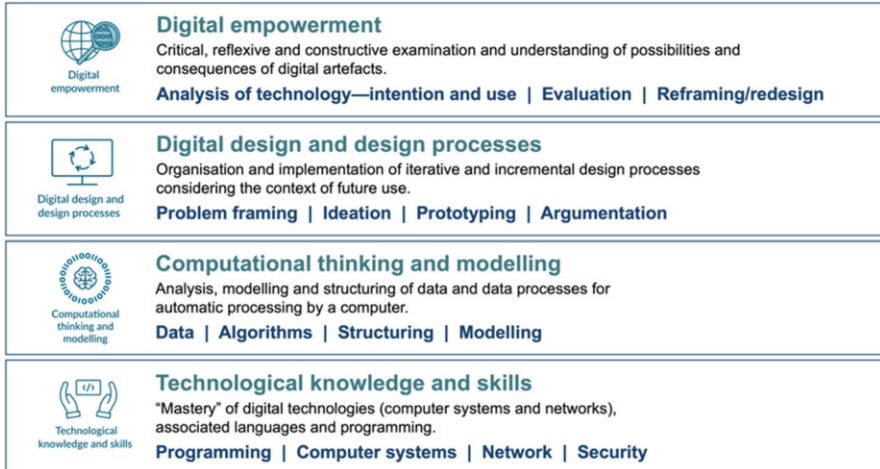 Digital empowerment
Critical, reflexive and constructive examination and understanding of possibilities and
consequences of digital artefacts.
Analysis of technology—intention and use | Evaluation | Reframing/redesign
Digital
empowerment
Digital design and design processes
Organisation and implementation of iterative and incremental design processes
considering the context of future use.
Problem framing | Ideation | Prototyping | Argumentation
Digital design and
design processes
Computational thinking and modelling
Analysis, modelling and structuring of data and data processes for
automatic processing by a computer.
Data | Algorithms | Structuring | Modelling
Computational
thinking and
modelling
Technological knowledge and skills
“Mastery” of digital technologies (computer systems and networks),
associated languages and programming.
Programming | Computer systems | Network | Security
</>
Technological
knowledge and skills